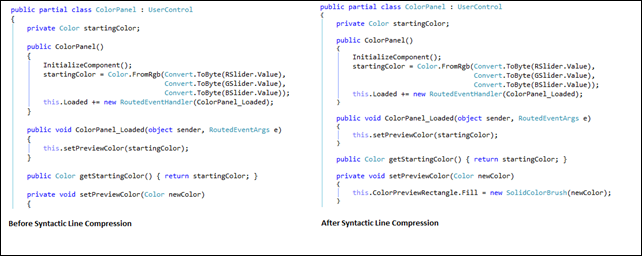 public partial class ColorPanel : UserControl
{
private Color startingColor;
public ColorPanel()
{
InitializeComponent();
startingColor = Color.FromRgb(Convert.ToByte(RSlider.Value),
Convert.ToByte(GSlider.Value),
Convert.ToByte(BSlider.Value));
this.Loaded += new RoutedEventHandler(ColorPanel_Loaded);
}
public void ColorPanel_Loaded(object sender, RoutedEventArgs e)
{
this.setPreviewColor(startingColor);
}
public Color getStartingColor() { return startingColor; }
private void setPreviewColor(Color newColor)
{
Before Syntactic Line Compression
public partial class ColorPanel : UserControl
{
private Color startingColor;
public ColorPanel()
{
InitializeComponent();
startingColor = Color.FromRgb(Convert.ToByte(RSlider.Value),
Convert.ToByte(GSlider.Value),
Convert.ToByte(BSlider.Value));
this.Loaded += new RoutedEventHandler(ColorPanel_Loaded);
}
public void ColorPanel_Loaded(object sender, RoutedEventArgs e)
{
this.setPreviewColor(startingColor);
}
public Color getStartingColor() { return startingColor; }
private void setPreviewColor(Color newColor)
{
this.ColorPreviewRectangle.Fill = new SolidColorBrush(newColor);
}
After Syntactic Line Compression